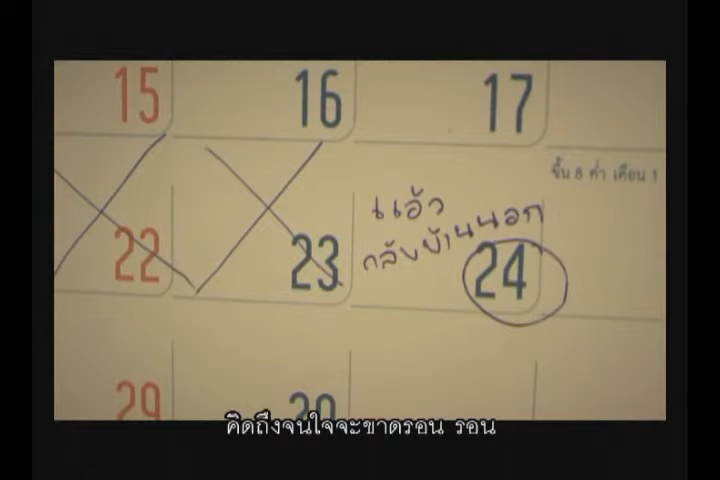 15 16 17
ขึ้น 8 ค่ำ เดือน 1
แอ้ว
กลับบ้านนอก
22 23 24
29 30
คิดถึงจนใจจะขาดรอน รอน